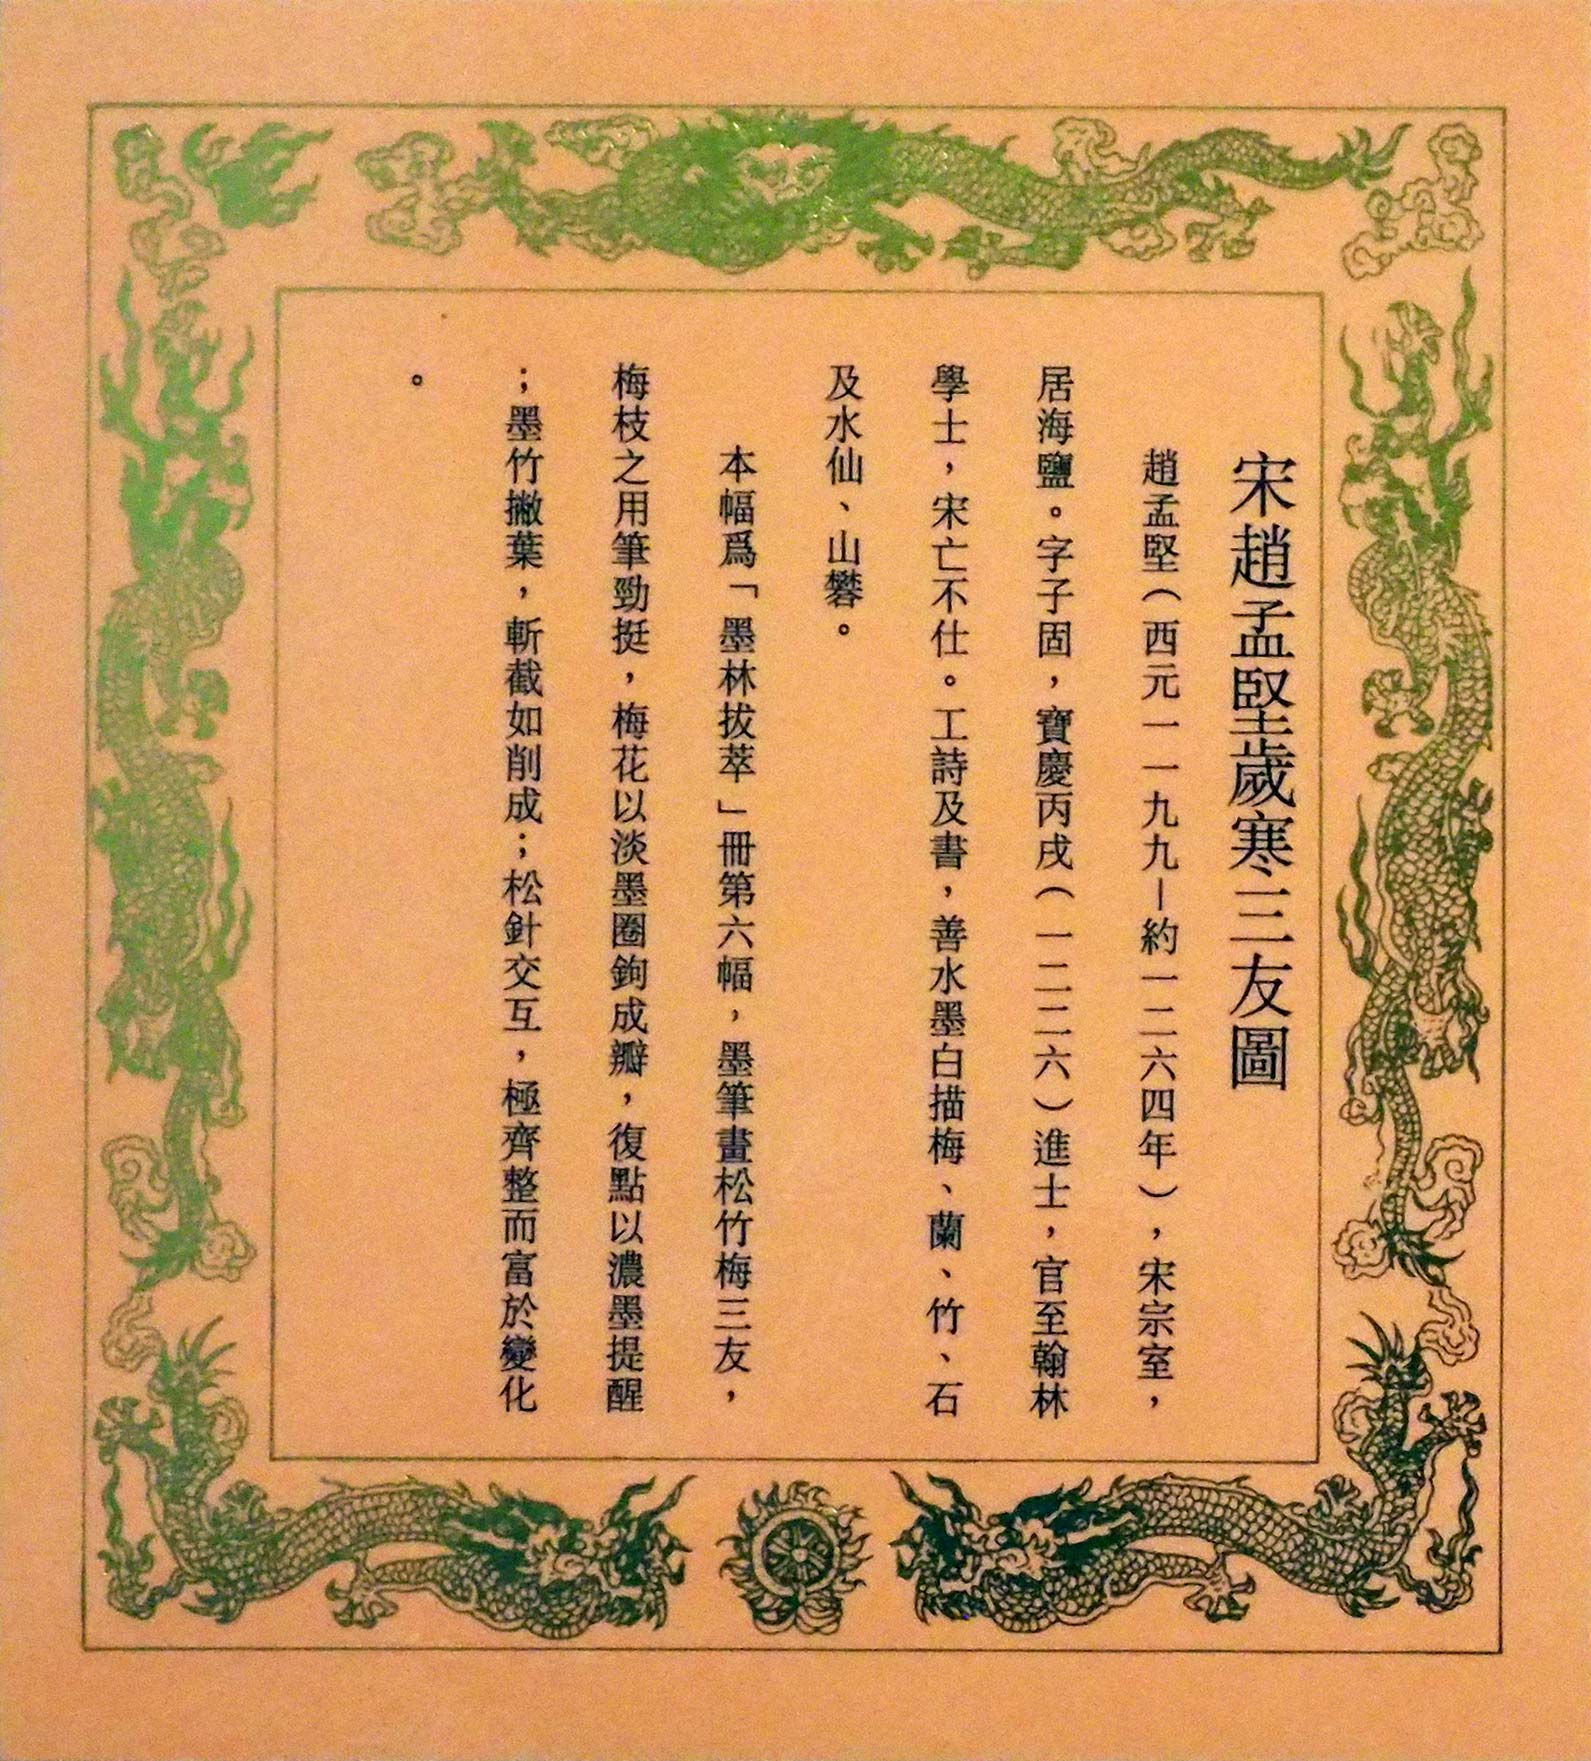 宋趙孟堅歲寒三友圖
趙孟堅（西元一一九九－約一二六四年），宋宗室，
居海鹽。字子固，寶慶丙戌（一二二六）進士，官至翰林
學士，宋亡不仕。工詩及書，善水墨白描梅、蘭、竹、石
及水仙、山礬。
本幅爲「墨林拔萃」冊第六幅，墨筆畫松竹梅三友，
梅枝之用筆勁挺，梅花以淡墨圈鉤成瓣，復點以濃墨提醒
；墨竹撇葉，斬截如削成；松針交互，極齊整而富於變化
。